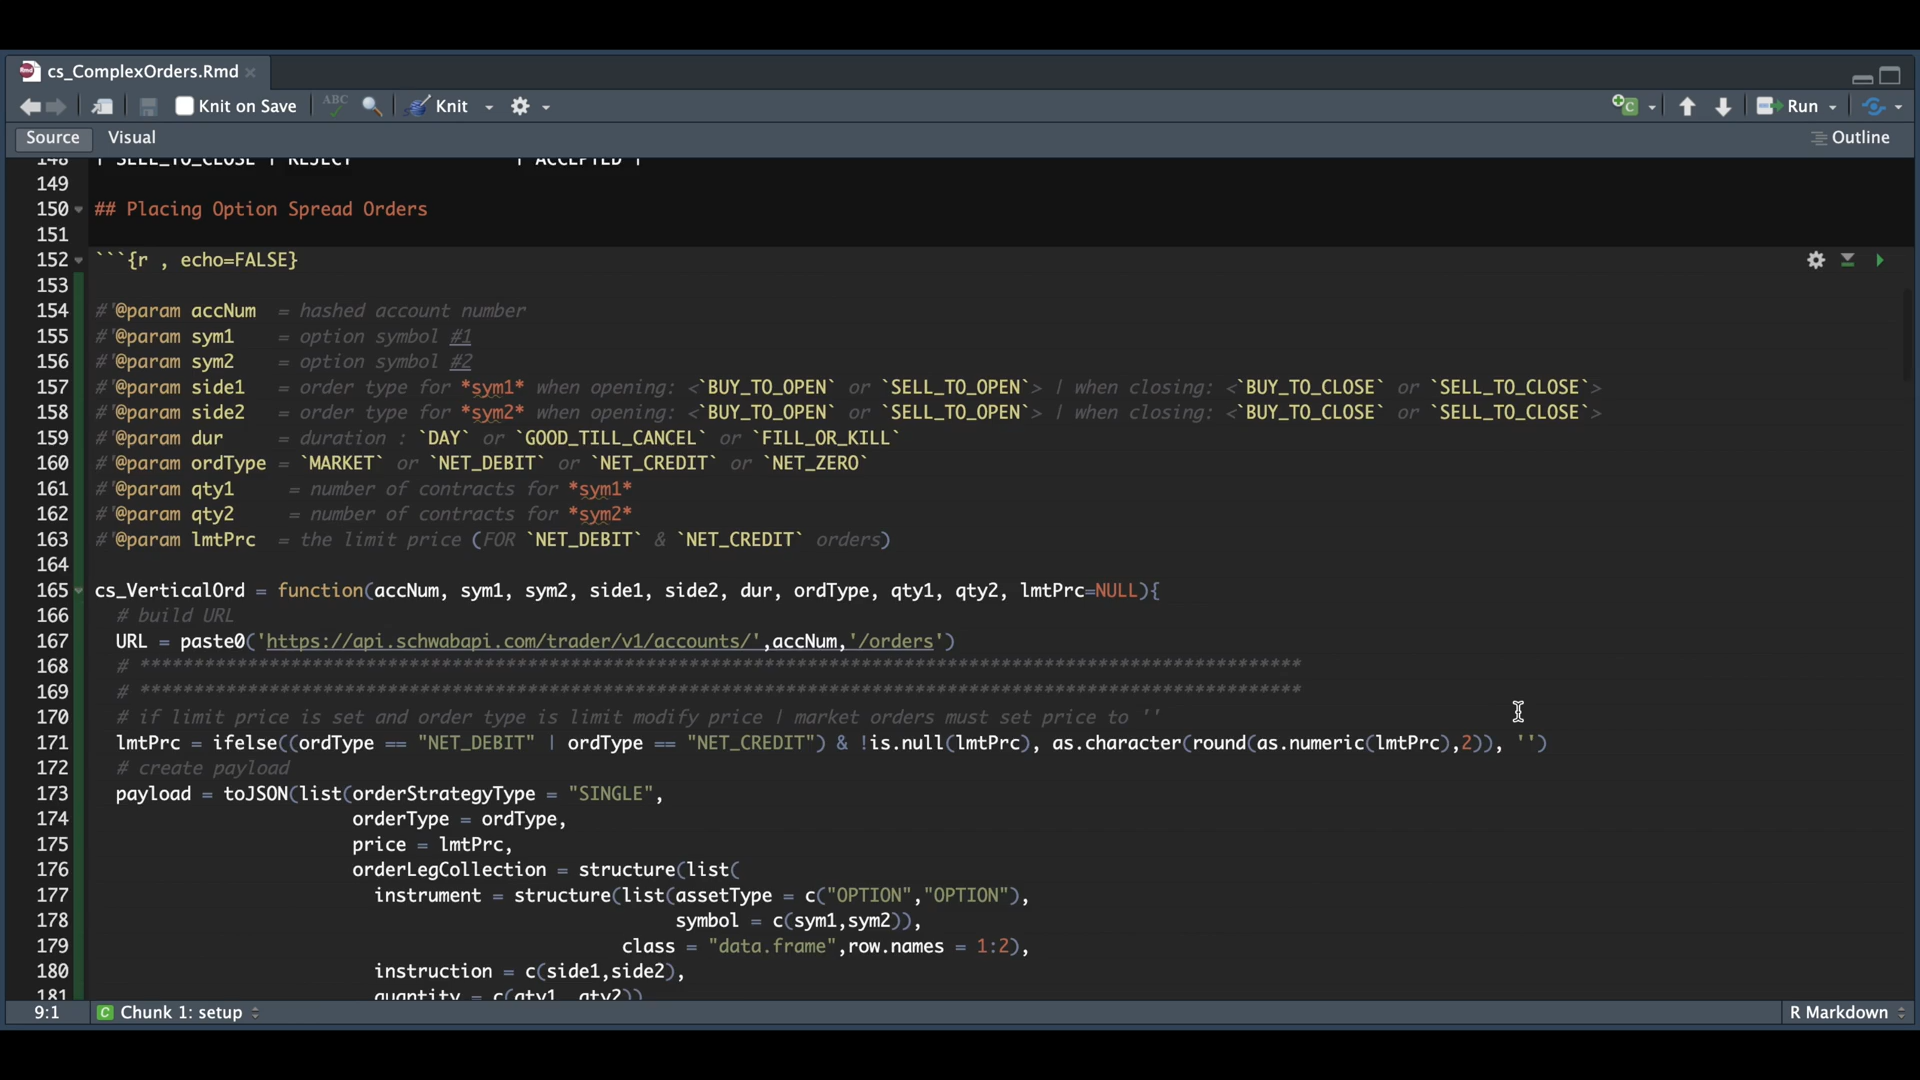 cs_ComplexOrders.Rmd
Knit on Save ABC Knit Run
Source Visual Outline
148 | SELL_TO_CLOSE | REJECT | ACCEPTED |
149
150 ## Placing Option Spread Orders
151
152 ```{r , echo=FALSE}
153
154 #'@param accNum = hashed account number
155 #'@param sym1 = option symbol #1
156 #'@param sym2 = option symbol #2
157 #'@param side1 = order type for *sym1* when opening: <`BUY_TO_OPEN` or `SELL_TO_OPEN`> | when closing: <`BUY_TO_CLOSE` or `SELL_TO_CLOSE`>
158 #'@param side2 = order type for *sym2* when opening: <`BUY_TO_OPEN` or `SELL_TO_OPEN`> | when closing: <`BUY_TO_CLOSE` or `SELL_TO_CLOSE`>
159 #'@param dur = duration : `DAY` or `GOOD_TILL_CANCEL` or `FILL_OR_KILL`
160 #'@param ordType = `MARKET` or `NET_DEBIT` or `NET_CREDIT` or `NET_ZERO`
161 #'@param qty1 = number of contracts for *sym1*
162 #'@param qty2 = number of contracts for *sym2*
163 #'@param lmtPrc = the limit price (FOR `NET_DEBIT` & `NET_CREDIT` orders)
164
165 cs_VerticalOrd = function(accNum, sym1, sym2, side1, side2, dur, ordType, qty1, qty2, lmtPrc=NULL){
166 # build URL
167 URL = paste0('https://api.schwabapi.com/trader/v1/accounts/',accNum,'/orders')
168 # ************************************************************************************************************
169 # ************************************************************************************************************
170 # if limit price is set and order type is limit modify price | market orders must set price to ''
171 lmtPrc = ifelse((ordType == "NET_DEBIT" | ordType == "NET_CREDIT") & !is.null(lmtPrc), as.character(round(as.numeric(lmtPrc),2)), '')
172 # create payload
173 payload = toJSON(list(orderStrategyType = "SINGLE",
174 orderType = ordType,
175 price = lmtPrc,
176 orderLegCollection = structure(list(
177 instrument = structure(list(assetType = c("OPTION","OPTION"),
178 symbol = c(sym1,sym2)),
179 class = "data.frame",row.names = 1:2),
180 instruction = c(side1,side2),
181 quantity = c(qty1, qty2))
9:1 C Chunk 1: setup R Markdown